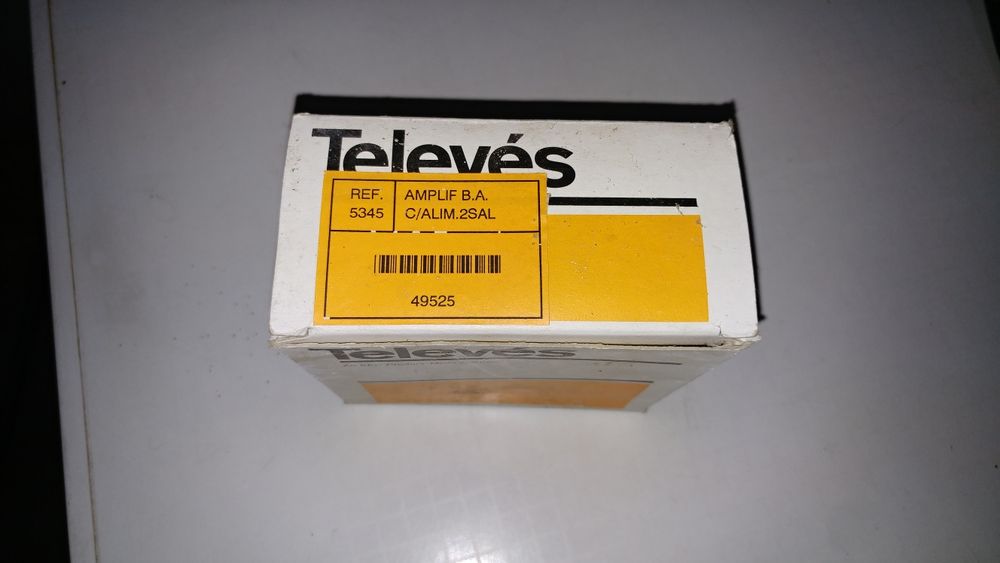 Televés
REF.
5345
AMPLIF B.A.
C/ALIM.2SAL
49525
Televés